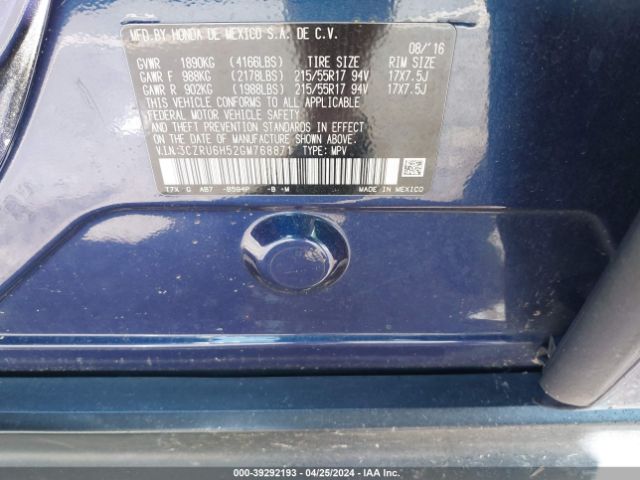 MFD.BY HONDA DE MEXICO S.A. DE C.V.
08/'16
GVWR 1890KG (4166LBS) TIRE SIZE RIM SIZE
GAWR F 988KG (2178LBS) 215/55R17 94V 17X7.5J
GAWR R 902KG (1988LBS) 215/55R17 94V 17X7.5J
THIS VEHICLE CONFORMS TO ALL APPLICABLE
FEDERAL MOTOR VEHICLE SAFETY
AND THEFT PREVENTION STANDARDS IN EFFECT
ON THE DATE OF MANUFACTURE SHOWN ABOVE.
V.I.N:3CZRU6H52GM768871 TYPE: MPV
T7X G AB7 -B594P -B -M MADE IN MEXICO
000-39292193 - 04/25/2024 - IAA, Inc.